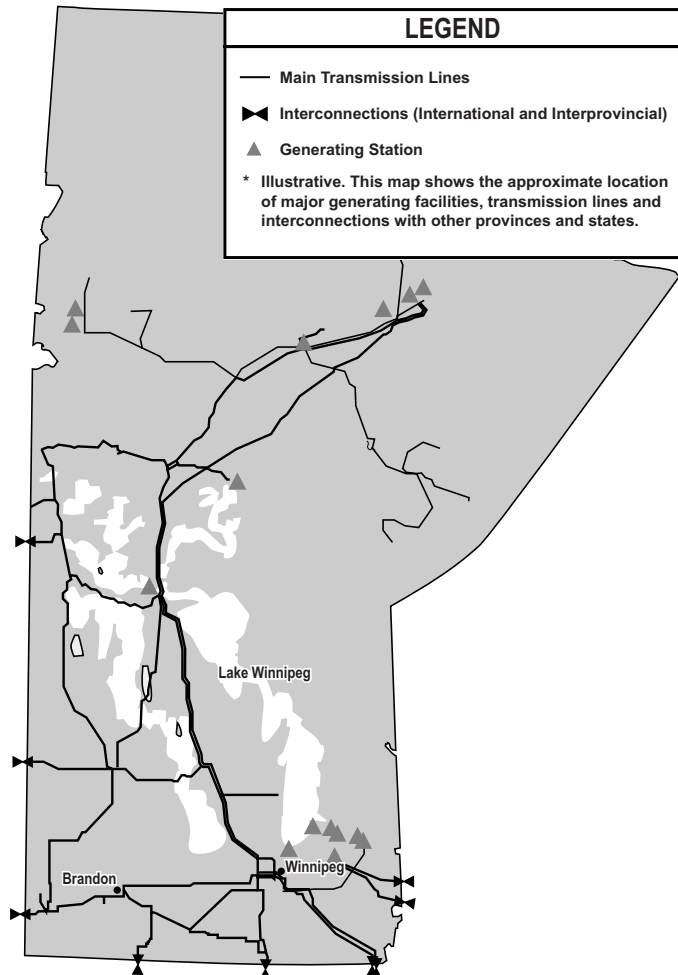 LEGEND
Main Transmission Lines
Interconnections (International and Interprovincial)
Generating Station
* Illustrative. This map shows the approximate location
of major generating facilities, transmission lines and
interconnections with other provinces and states.
Lake Winnipeg
Winnipeg
Brandon